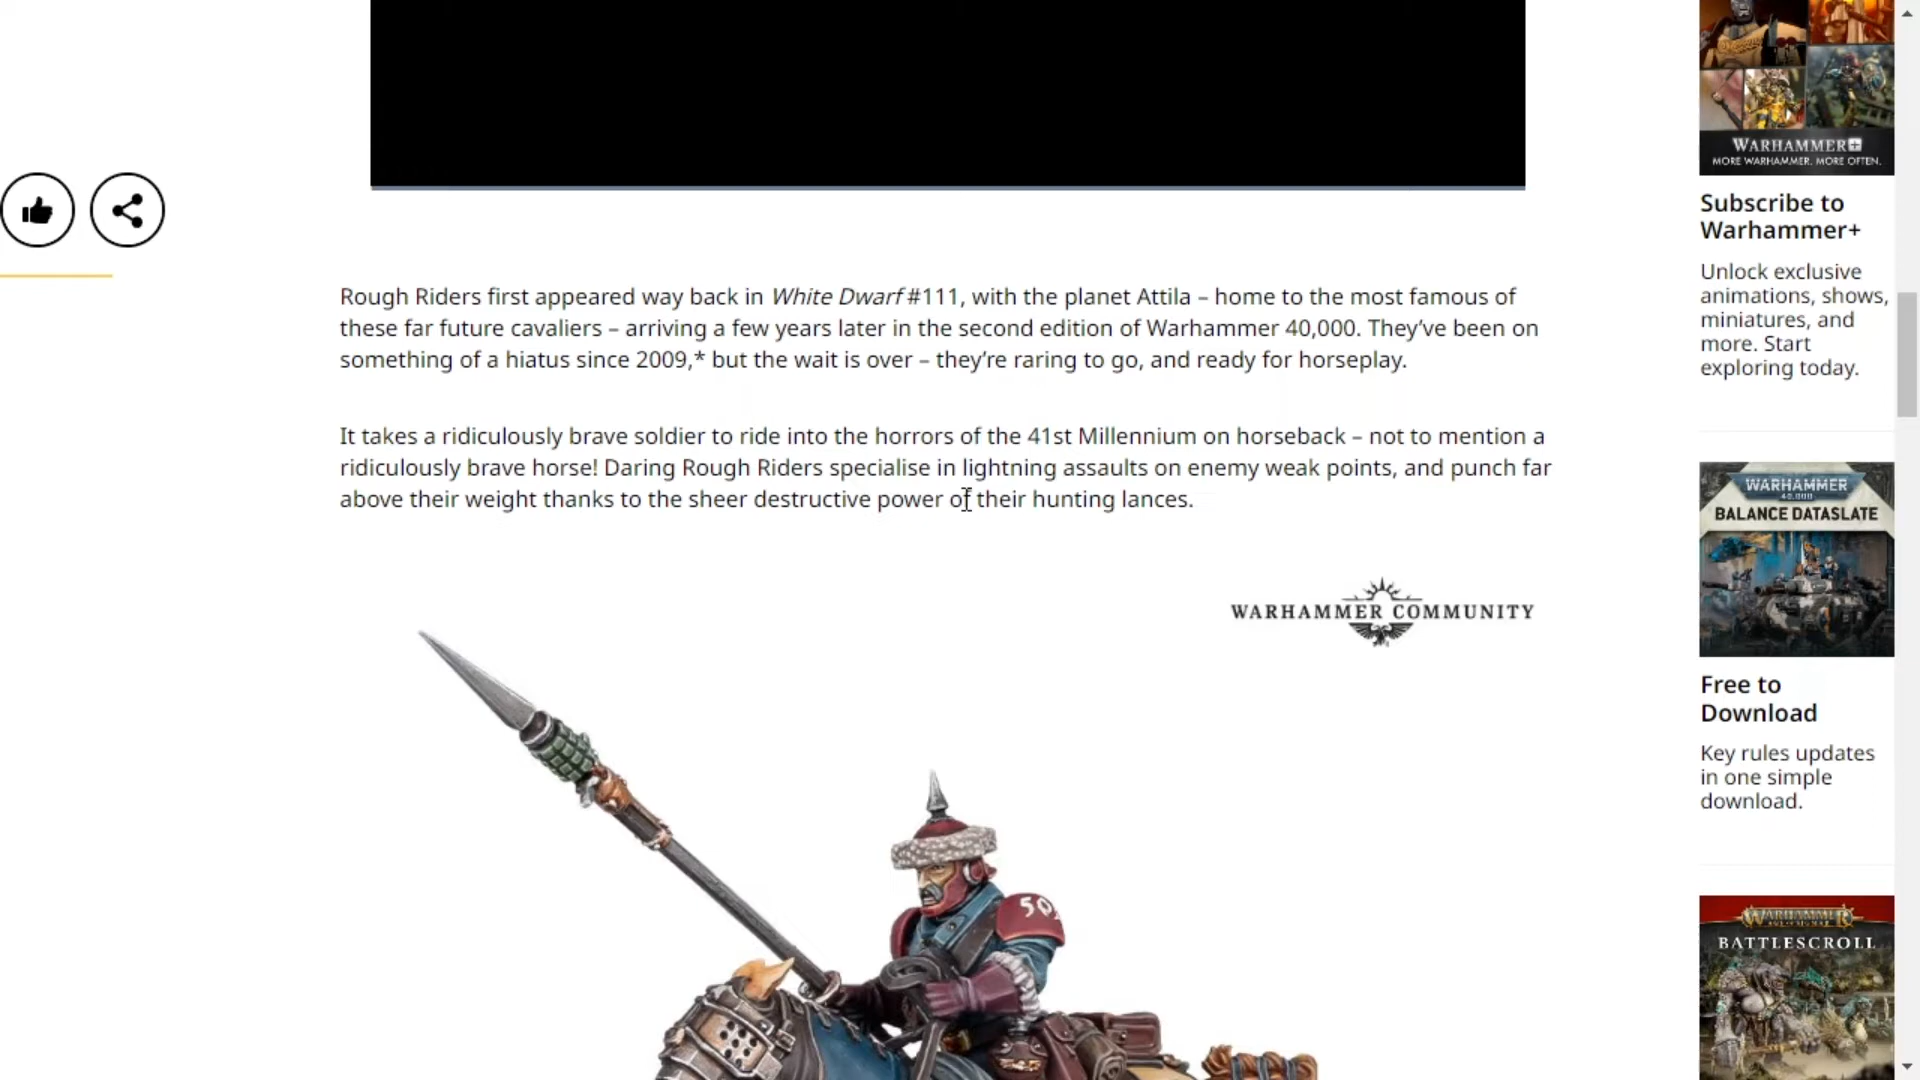 Rough Riders first appeared way back in White Dwarf #111, with the planet Attila – home to the most famous of
these far future cavaliers – arriving a few years later in the second edition of Warhammer 40,000. They’ve been on
something of a hiatus since 2009,* but the wait is over – they’re raring to go, and ready for horseplay.
It takes a ridiculously brave soldier to ride into the horrors of the 41st Millennium on horseback – not to mention a
ridiculously brave horse! Daring Rough Riders specialise in lightning assaults on enemy weak points, and punch far
above their weight thanks to the sheer destructive power of their hunting lances.
WARHAMMER COMMUNITY
50
WARHAMMER+
MORE WARHAMMER. MORE OFTEN.
Subscribe to
Warhammer+
Unlock exclusive
animations, shows,
miniatures, and
more. Start
exploring today.
WARHAMMER
40,000
BALANCE DATASLATE
Free to
Download
Key rules updates
in one simple
download.
WARHAMMER
BATTLESCROLL